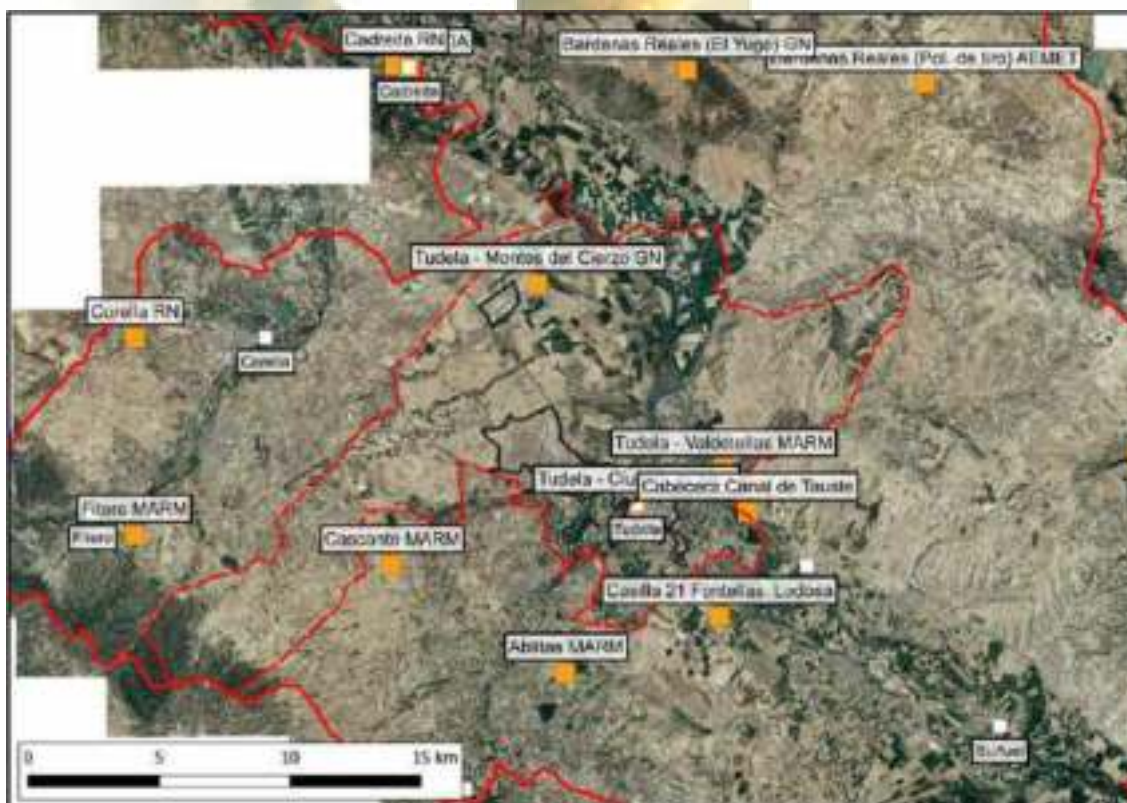 Cadreita RN
Bardenas Reales (El Yugo) GN
Bardenas Reales (Pol. de tiro) AEMET
Cadreita
Tudela - Montes del Cierzo GN
Corella RN
Corella
Tudela - Valdetellas MARM
Tudela - Ciu
Cabecera Canal de Tauste
Tudela
Fitero MARM
Fitero
Cascante MARM
Casilla 21 Fontellas. Lodosa
Ablitas MARM
Buñuel
0 5 10 15 km